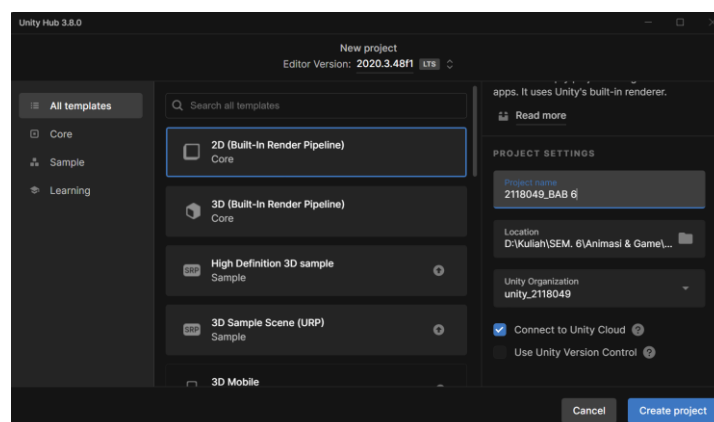 Unity Hub 3.8.0
New project
Editor Version: 2020.3.48f1 LTS
All templates
Core
Sample
Learning
Search all templates
2D (Built-In Render Pipeline)
Core
3D (Built-In Render Pipeline)
Core
SRP
High Definition 3D sample
Sample
SRP
3D Sample Scene (URP)
Sample
3D Mobile
apps. It uses Unity's built-in renderer.
Read more
PROJECT SETTINGS
Project name
2118049_BAB 6
Location
D:\Kuliah\SEM. 6\Animasi & Game\...
Unity Organization
unity_2118049
Connect to Unity Cloud ?
Use Unity Version Control ?
Cancel
Create project